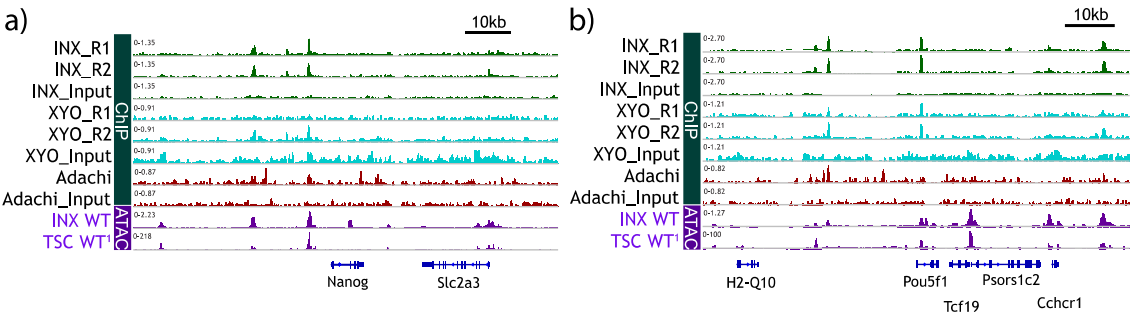 a)
10kb
ChIP
INX_R1 0-1.35
INX_R2 0-1.35
INX_Input 0-1.35
XYO_R1 0-0.91
XYO_R2 0-0.91
XYO_Input 0-0.91
Adachi 0-0.87
Adachi_Input 0-0.87
ATAC
INX WT 0-2.23
TSC WT¹ 0-218
Nanog Slc2a3
b)
10kb
ChIP
INX_R1 0-2.70
INX_R2 0-2.70
INX_Input 0-2.70
XYO_R1 0-1.21
XYO_R2 0-1.21
XYO_Input 0-1.21
Adachi 0-0.82
Adachi_Input 0-0.82
ATAC
INX WT 0-1.27
TSC WT¹ 0-100
H2-Q10 Pou5f1 Psors1c2
Tcf19 Cchcr1